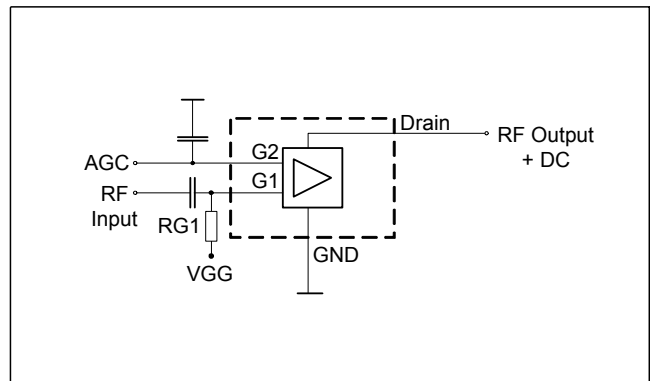 Drain
RF Output
+ DC
AGC
G2
G1
RF
Input
RG1
GND
VGG